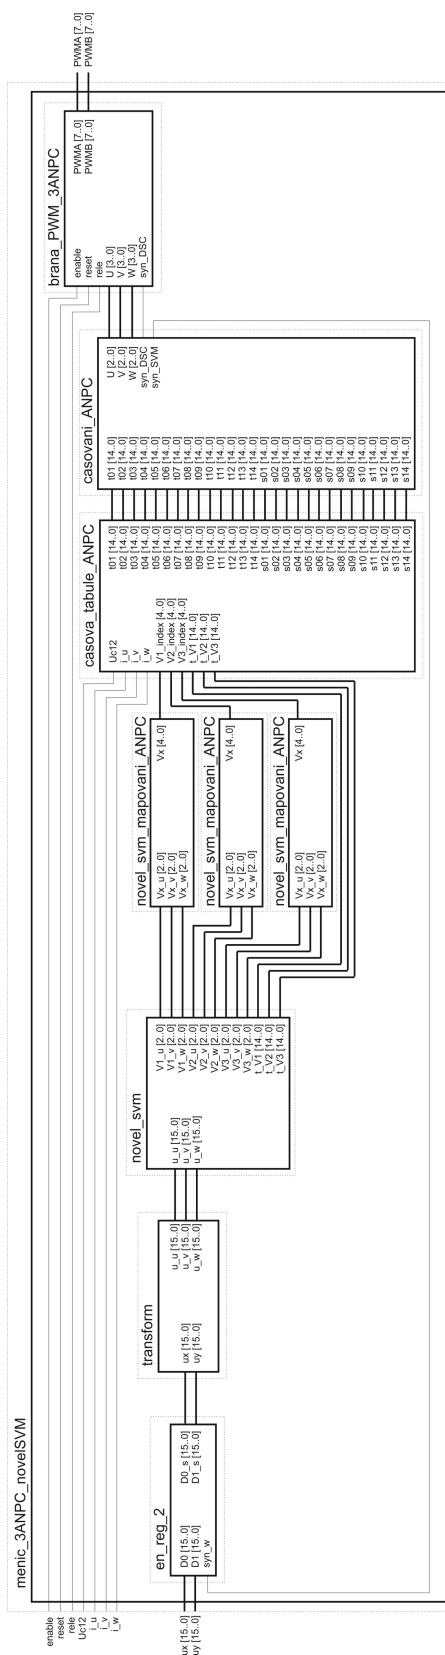 menic_3ANPC_novelSVM
enable
reset
rele
Uc12
i_u
i_v
i_w
ux [15..0]
uy [15..0]
en_reg_2
D0 [15..0]
D1 [15..0]
syn_w
D0_s [15..0]
D1_s [15..0]
transform
ux [15..0]
uy [15..0]
u_u [15..0]
u_v [15..0]
u_w [15..0]
novel_svm
u_u [15..0]
u_v [15..0]
u_w [15..0]
V1_u [2..0]
V1_v [2..0]
V1_w [2..0]
V2_u [2..0]
V2_v [2..0]
V2_w [2..0]
V3_u [2..0]
V3_v [2..0]
V3_w [2..0]
t_V1 [14..0]
t_V2 [14..0]
t_V3 [14..0]
novel_svm_mapovani_ANPC
Vx_u [2..0]
Vx_v [2..0]
Vx_w [2..0]
Vx [4..0]
novel_svm_mapovani_ANPC
Vx_u [2..0]
Vx_v [2..0]
Vx_w [2..0]
Vx [4..0]
novel_svm_mapovani_ANPC
Vx_u [2..0]
Vx_v [2..0]
Vx_w [2..0]
Vx [4..0]
casova_tabule_ANPC
Uc12
i_u
i_v
i_w
V1_index [4..0]
V2_index [4..0]
V3_index [4..0]
t_V1 [14..0]
t_V2 [14..0]
t_V3 [14..0]
t01 [14..0]
t02 [14..0]
t03 [14..0]
t04 [14..0]
t05 [14..0]
t06 [14..0]
t07 [14..0]
t08 [14..0]
t09 [14..0]
t10 [14..0]
t11 [14..0]
t12 [14..0]
t13 [14..0]
t14 [14..0]
s01 [14..0]
s02 [14..0]
s03 [14..0]
s04 [14..0]
s05 [14..0]
s06 [14..0]
s07 [14..0]
s08 [14..0]
s09 [14..0]
s10 [14..0]
s11 [14..0]
s12 [14..0]
s13 [14..0]
s14 [14..0]
casovani_ANPC
t01 [14..0]
t02 [14..0]
t03 [14..0]
t04 [14..0]
t05 [14..0]
t06 [14..0]
t07 [14..0]
t08 [14..0]
t09 [14..0]
t10 [14..0]
t11 [14..0]
t12 [14..0]
t13 [14..0]
t14 [14..0]
s01 [14..0]
s02 [14..0]
s03 [14..0]
s04 [14..0]
s05 [14..0]
s06 [14..0]
s07 [14..0]
s08 [14..0]
s09 [14..0]
s10 [14..0]
s11 [14..0]
s12 [14..0]
s13 [14..0]
s14 [14..0]
U [2..0]
V [2..0]
W [2..0]
syn_DSC
syn_SVM
brana_PWM_3ANPC
enable
reset
rele
U [3..0]
V [3..0]
W [3..0]
syn_DSC
PWMA [7..0]
PWMB [7..0]
PWMA [7..0]
PWMB [7..0]